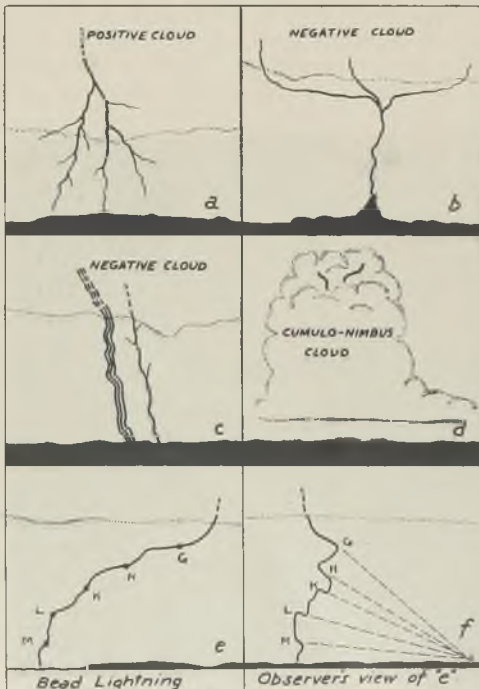 POSITIVE CLOUD
a
NEGATIVE CLOUD
b
NEGATIVE CLOUD
c
CUMULO-NIMBUS
CLOUD
d
G
H
K
L
M
e
Bead Lightning
G
H
K
L
M
f
Observer's view of "e"